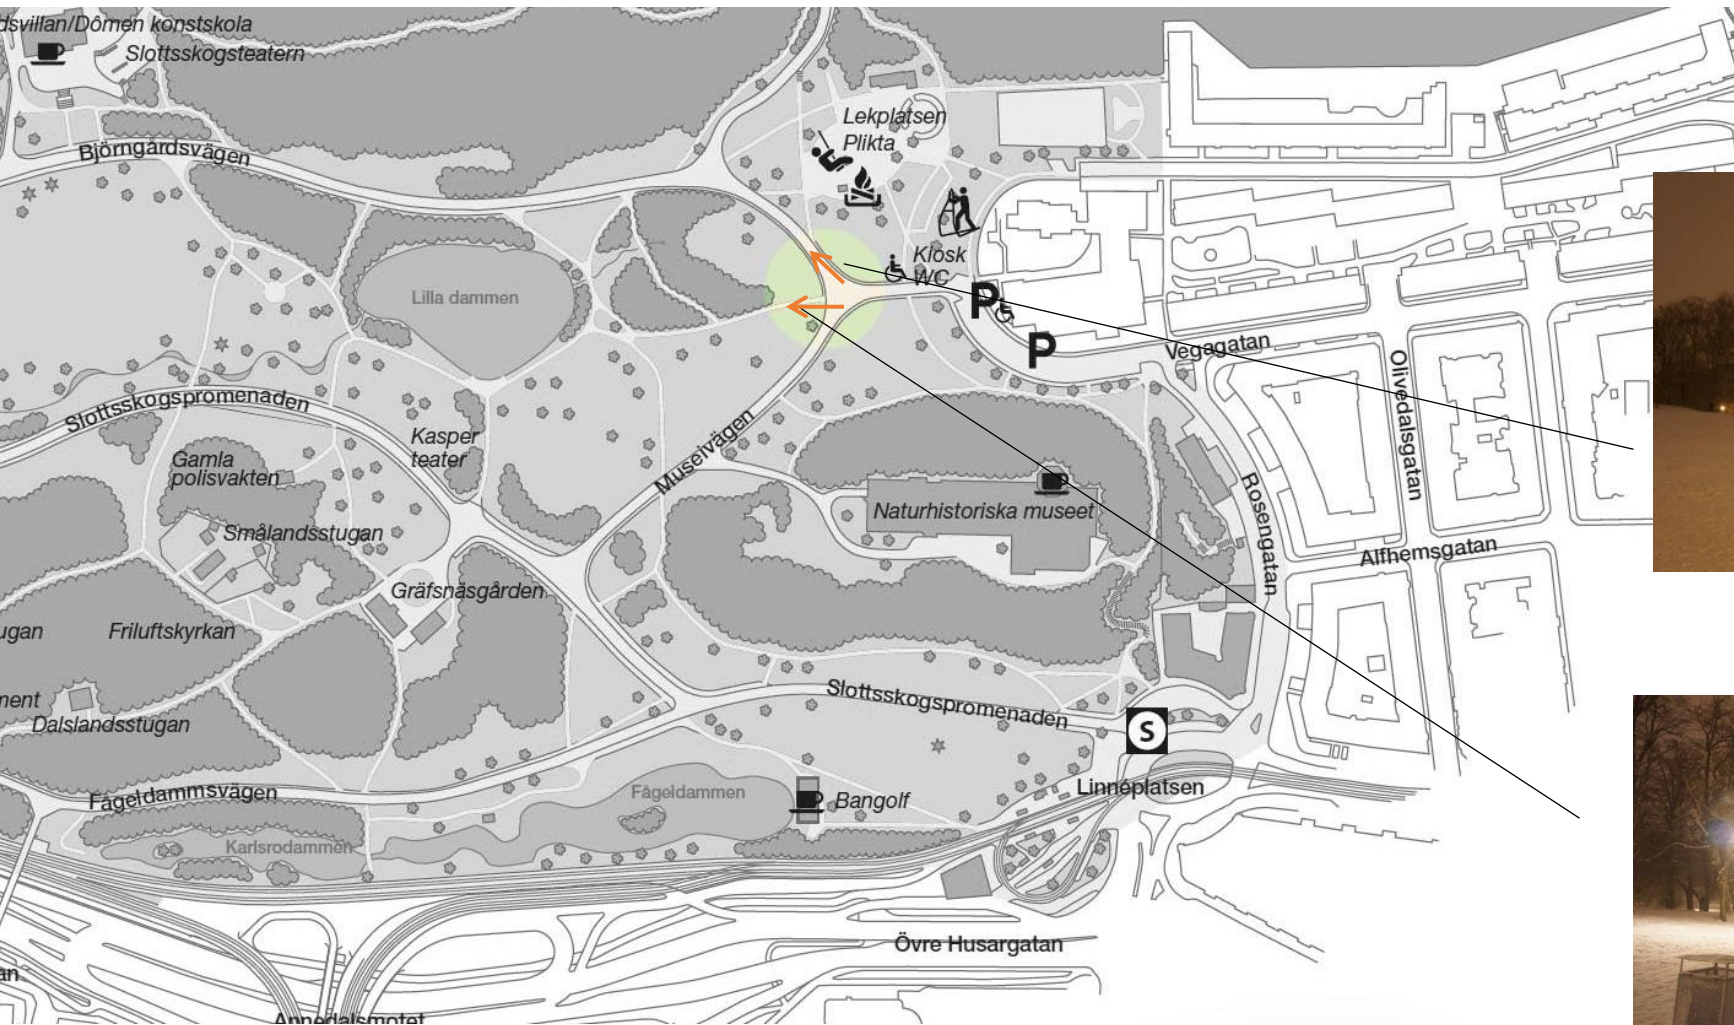 dsvillan/Dômen konstskola
Slottsskogsteatern
Björngårdsvägen
Lekplatsen
Plikta
Kiosk
WC
P
P
Vegagatan
Lilla dammen
Olivedalsgatan
Slottsskogspromenaden
Kasper
teater
Museivägen
Gamla
polisvakten
Naturhistoriska museet
Rosengatan
Alfhemsgatan
Smålandsstugan
Gräfsnäsgården
ugan
Friluftskyrkan
ment
Dalslandsstugan
Slottsskogspromenaden
S
Linnéplatsen
Fågeldammsvägen
Fågeldammen
Bangolf
Karlsrodammen
Övre Husargatan
an
Annedalsmotet